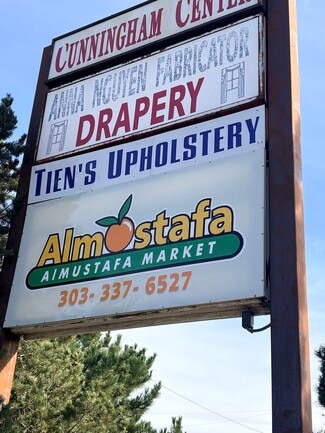 CUNNINGHAM CENTER
ANNA NGUYEN FABRICATOR
DRAPERY
TIEN'S UPHOLSTERY
Almostafa
AlMUSTAFA MARKET
303- 337- 6527